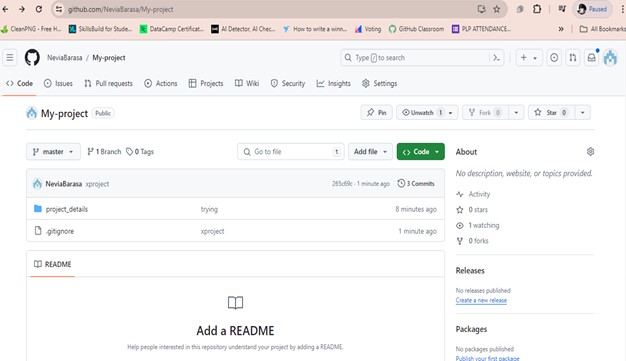 github.com/NeviaBarasa/My-project
Paused
CleanPNG - Free H...
SkillsBuild for Stude...
DataCamp Certificat...
AI Detector, AI Chec...
How to write a winn...
Voting
GitHub Classroom
PLP ATTENDANCE...
All Bookmarks
NeviaBarasa / My-project
Type / to search
Code
Issues
Pull requests
Actions
Projects
Wiki
Security
Insights
Settings
My-project Public
Pin
Unwatch 1
Fork 0
Star 0
master
1 Branch
0 Tags
Go to file t
Add file
Code
NeviaBarasa xproject 265c69c · 1 minute ago 3 Commits
project_details trying 8 minutes ago
.gitignore xproject 1 minute ago
README
Add a README
Help people interested in this repository understand your project by adding a README.
About
No description, website, or topics provided.
Activity
0 stars
1 watching
0 forks
Releases
No releases published
Create a new release
Packages
No packages published
Publish your first package